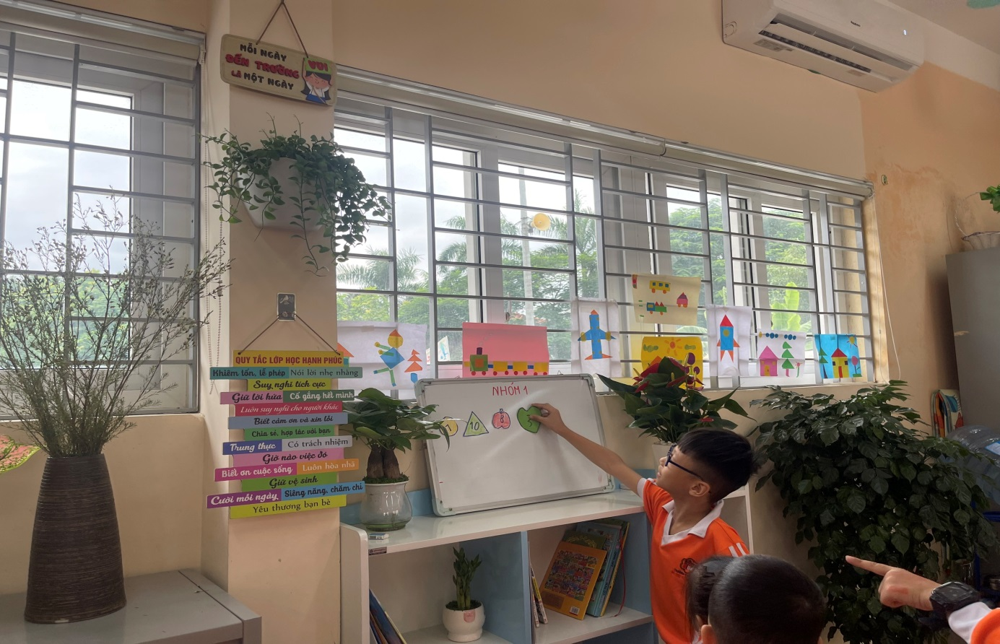 MỖI NGÀY
ĐẾN TRƯỜNG
LÀ MỘT NGÀY
VUI
QUY TẮC LỚP HỌC HẠNH PHÚC
Khiêm tốn, lễ phép Nói lời nhẹ nhàng
Suy nghĩ tích cực
Giữ lời hứa Cố gắng hết mình
Luôn suy nghĩ cho người khác
Biết cảm ơn và xin lỗi
Chia sẻ, hợp tác với bạn
Trung thực Có trách nhiệm
Giờ nào việc đó
Biết ơn cuộc sống Luôn hòa nhã
Giữ vệ sinh
Cười mỗi ngày Siêng năng, chăm chỉ
Yêu thương bạn bè
NHÓM 1
1 10 8